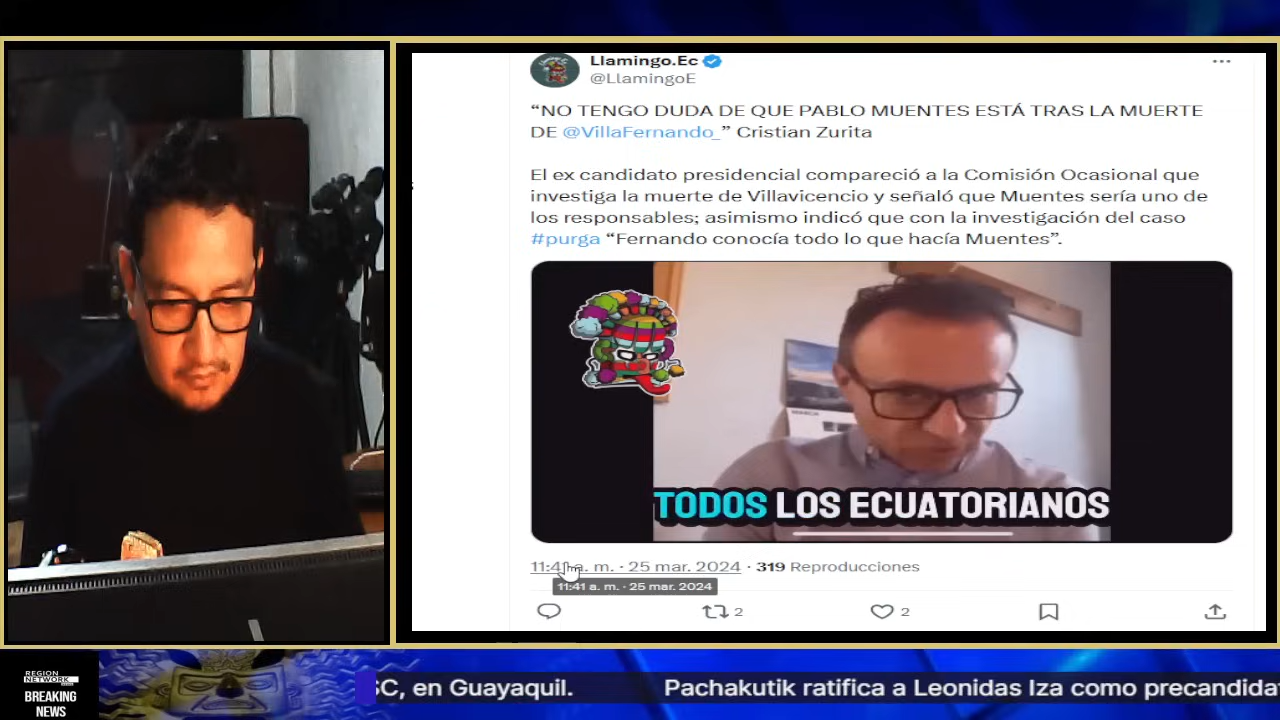 Llamingo.Ec
@LlamingoE
“NO TENGO DUDA DE QUE PABLO MUENTES ESTÁ TRAS LA MUERTE
DE @VillaFernando_” Cristian Zurita
El ex candidato presidencial compareció a la Comisión Ocasional que
investiga la muerte de Villavicencio y señaló que Muentes sería uno de
los responsables; asimismo indicó que con la investigación del caso
#purga “Fernando conocía todo lo que hacía Muentes”.
TODOS LOS ECUATORIANOS
11:41 a. m. · 25 mar. 2024 · 319 Reproducciones
11:41 a. m. · 25 mar. 2024
2
2
REGION
NETWORK
BREAKING
NEWS
SC, en Guayaquil. Pachakutik ratifica a Leonidas Iza como precandidat